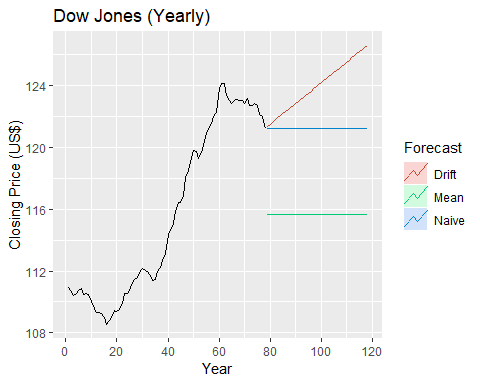 Dow Jones (Yearly)
Closing Price (US$)
124
120
116
112
108
0 20 40 60 80 100 120
Year
Forecast
Drift
Mean
Naive